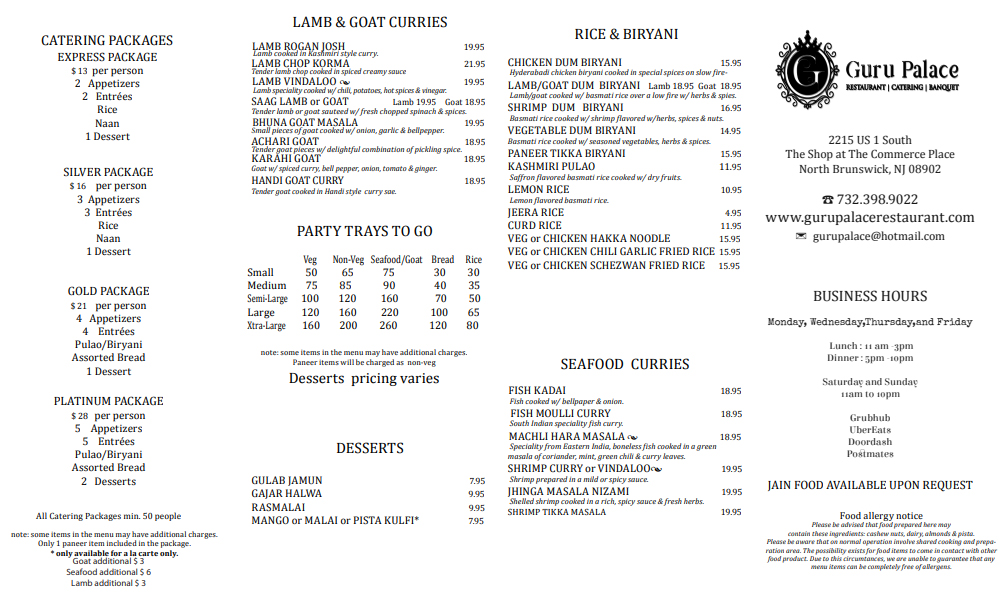 CATERING PACKAGES
EXPRESS PACKAGE
$ 13 per person
2 Appetizers
2 Entrées
Rice
Naan
1 Dessert
SILVER PACKAGE
$ 16 per person
3 Appetizers
3 Entrées
Rice
Naan
1 Dessert
GOLD PACKAGE
$ 21 per person
4 Appetizers
4 Entrées
Pulao/Biryani
Assorted Bread
1 Dessert
PLATINUM PACKAGE
$ 28 per person
5 Appetizers
5 Entrées
Pulao/Biryani
Assorted Bread
2 Desserts
All Catering Packages min. 50 people
note: some items in the menu may have additional charges.
Only 1 paneer item included in the package.
* only available for a la carte only.
Goat additional $ 3
Seafood additional $ 6
Lamb additional $ 3
LAMB & GOAT CURRIES
LAMB ROGAN JOSH 19.95
Lamb cooked in Kashmiri style curry.
LAMB CHOP KORMA 21.95
Tender lamb chop cooked in spiced creamy sauce
LAMB VINDALOO 19.95
Lamb speciality cooked w/ chili, potatoes, hot spices & vinegar.
SAAG LAMB or GOAT Lamb 19.95 Goat 18.95
Tender lamb or goat sauteed w/ fresh chopped spinach & spices.
BHUNA GOAT MASALA 19.95
Small pieces of goat cooked w/ onion, garlic & bellpepper.
ACHARI GOAT 18.95
Tender goat pieces w/ delightful combination of pickling spice.
KARAHI GOAT 18.95
Goat w/ spiced curry, bell pepper, onion, tomato & ginger.
HANDI GOAT CURRY 18.95
Tender goat cooked in Handi style curry sae.
PARTY TRAYS TO GO
Veg Non-Veg Seafood/Goat Bread Rice
Small 50 65 75 30 30
Medium 75 85 90 40 35
Semi-Large 100 120 160 70 50
Large 120 160 220 100 65
Xtra-Large 160 200 260 120 80
note: some items in the menu may have additional charges.
Paneer items will be charged as non-veg
Desserts pricing varies
DESSERTS
GULAB JAMUN 7.95
GAJAR HALWA 9.95
RASMALAI 9.95
MANGO or MALAI or PISTA KULFI* 7.95
RICE & BIRYANI
CHICKEN DUM BIRYANI 15.95
Hyderabadi chicken biryani cooked in special spices on slow fire-
LAMB/GOAT DUM BIRYANI Lamb 18.95 Goat 18.95
Lamb/goat cooked w/ basmati rice over a low fire w/ herbs & spies.
SHRIMP DUM BIRYANI 16.95
Basmati rice cooked w/ shrimp flavored w/herbs, spices & nuts.
VEGETABLE DUM BIRYANI 14.95
Basmati rice cooked w/ seasoned vegetables, herbs & spices.
PANEER TIKKA BIRYANI 15.95
KASHMIRI PULAO 11.95
Saffron flavored basmati rice cooked w/ dry fruits.
LEMON RICE 10.95
Lemon flavored basmati rice.
JEERA RICE 4.95
CURD RICE 11.95
VEG or CHICKEN HAKKA NOODLE 15.95
VEG or CHICKEN CHILI GARLIC FRIED RICE 15.95
VEG or CHICKEN SCHEZWAN FRIED RICE 15.95
SEAFOOD CURRIES
FISH KADAI 18.95
Fish cooked w/ bellpaper & onion.
FISH MOULLI CURRY 18.95
South Indian speciality fish curry.
MACHLI HARA MASALA 18.95
Speciality from Eastern India, boneless fish cooked in a green
masala of coriander, mint, green chili & curry leaves.
SHRIMP CURRY or VINDALOO 19.95
Shrimp prepared in a mild or spicy sauce.
JHINGA MASALA NIZAMI 19.95
Shelled shrimp cooked in a rich, spicy sauce & fresh herbs.
SHRIMP TIKKA MASALA 19.95
G
Guru Palace
RESTAURANT | CATERING | BANQUET
2215 US 1 South
The Shop at The Commerce Place
North Brunswick, NJ 08902
☎ 732.398.9022
www.gurupalacerestaurant.com
✉ gurupalace@hotmail.com
BUSINESS HOURS
Monday, Wednesday,Thursday,and Friday
Lunch : 11 am -3pm
Dinner : 5pm -10pm
Saturday and Sunday
11am to 10pm
Grubhub
UberEats
Doordash
Postmates
JAIN FOOD AVAILABLE UPON REQUEST
Food allergy notice
Please be advised that food prepared here may
contain these ingredients: cashew nuts, dairy, almonds & pista.
Please be aware that on normal operation involve shared cooking and prepa-
ration area. The possibility exists for food items to come in contact with other
food product. Due to this circumtances, we are unable to guarantee that any
menu items can be completely free of allergens.